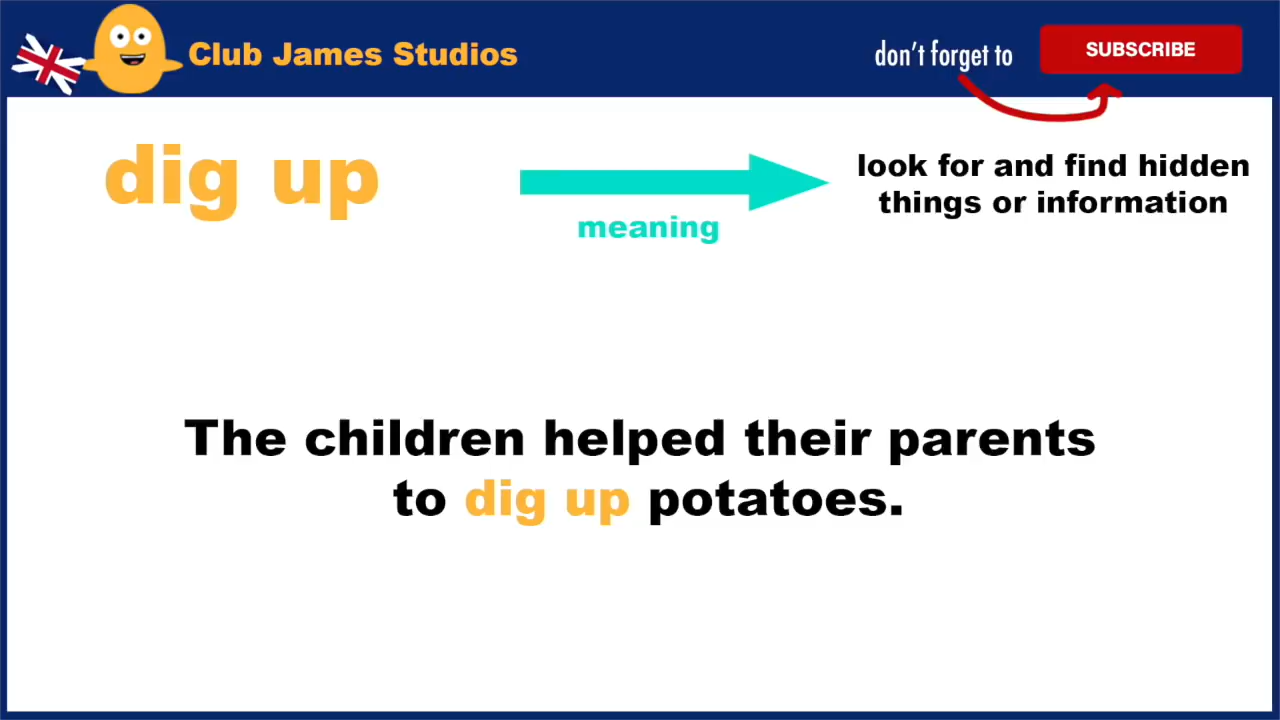 Club James Studios
don't forget to
SUBSCRIBE
dig up
meaning
look for and find hidden
things or information
The children helped their parents
to dig up potatoes.